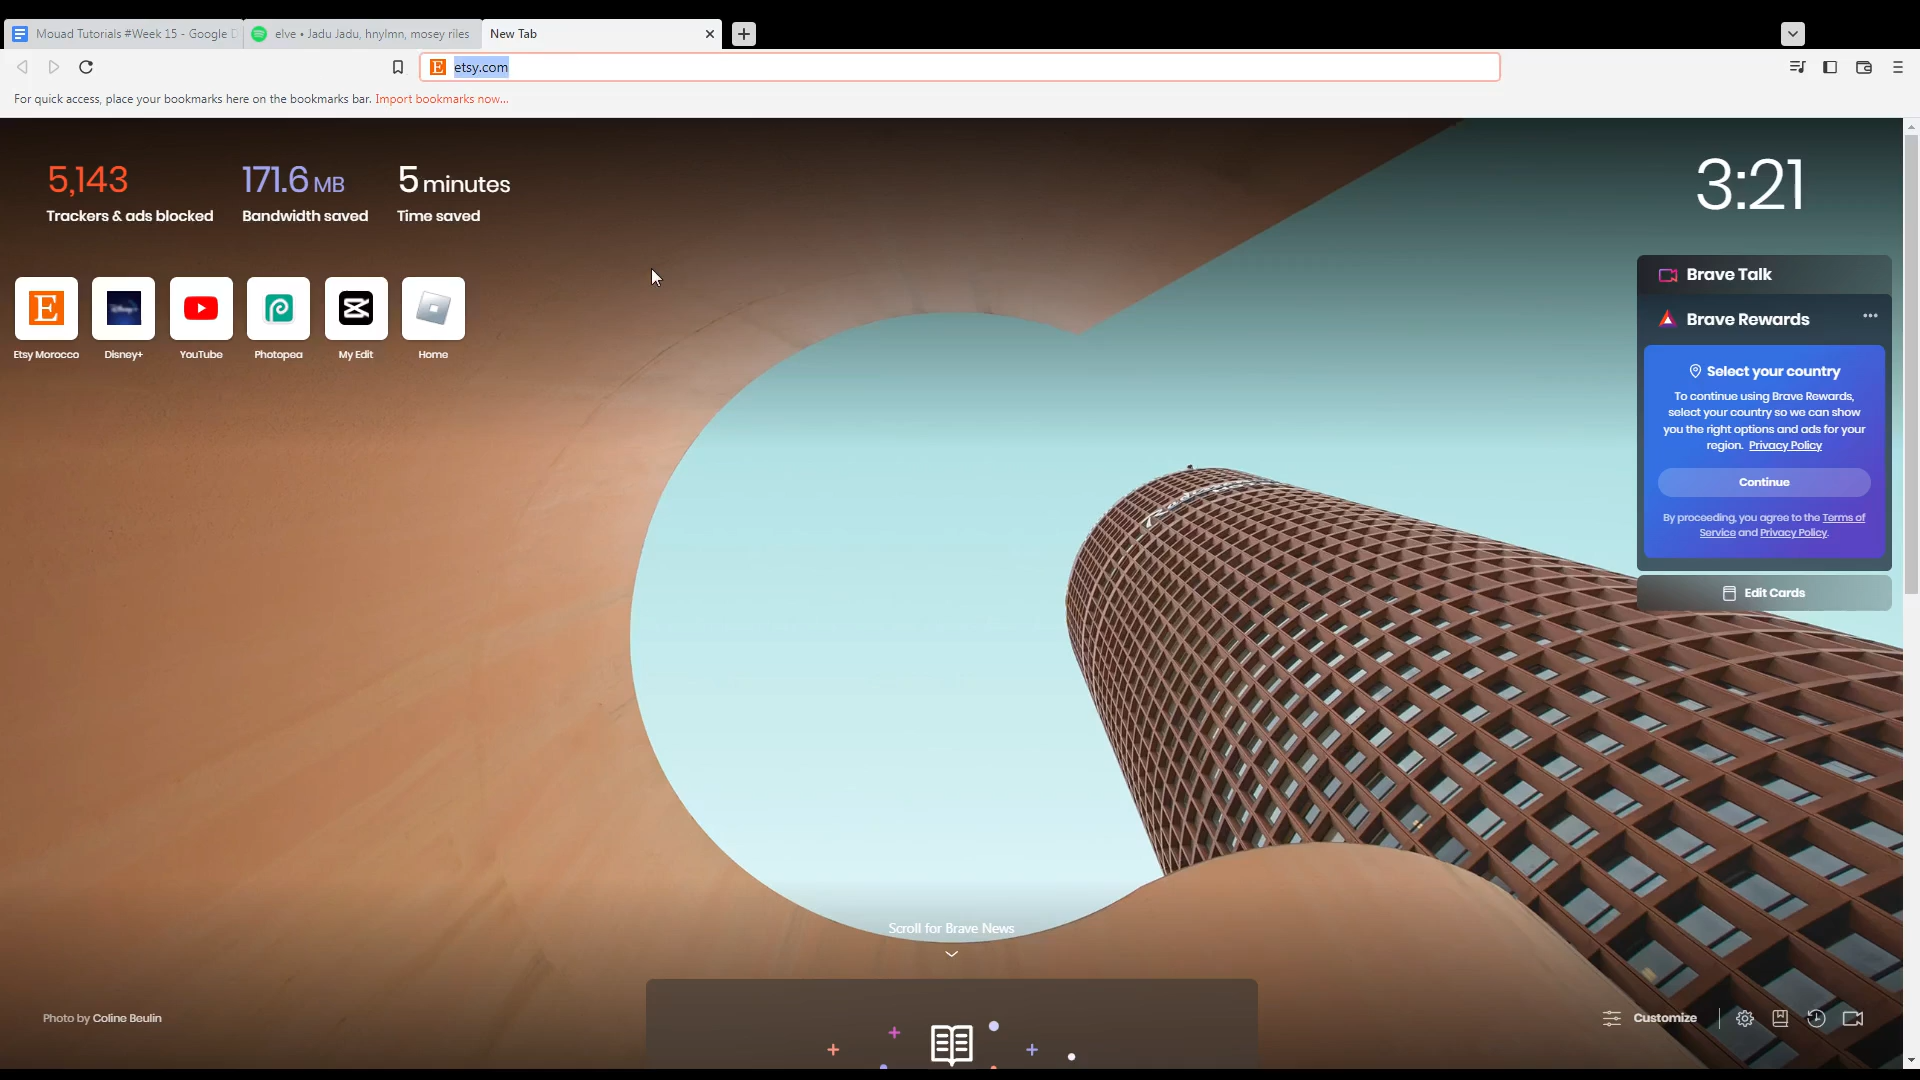 Mouad Tutorials #Week 15 - Google D
elve • Jadu Jadu, hnylmn, mosey riles
New Tab
etsy.com
For quick access, place your bookmarks here on the bookmarks bar. Import bookmarks now...
5,143
Trackers & ads blocked
171.6 MB
Bandwidth saved
5 minutes
Time saved
3:21
E
Etsy Morocco
Disney+
YouTube
Photopea
My Edit
Home
Brave Talk
Brave Rewards
Select your country
To continue using Brave Rewards,
select your country so we can show
you the right options and ads for your
region. Privacy Policy
Continue
By proceeding, you agree to the Terms of
Service and Privacy Policy.
Edit Cards
Scroll for Brave News
Photo by Coline Beulin
Customize